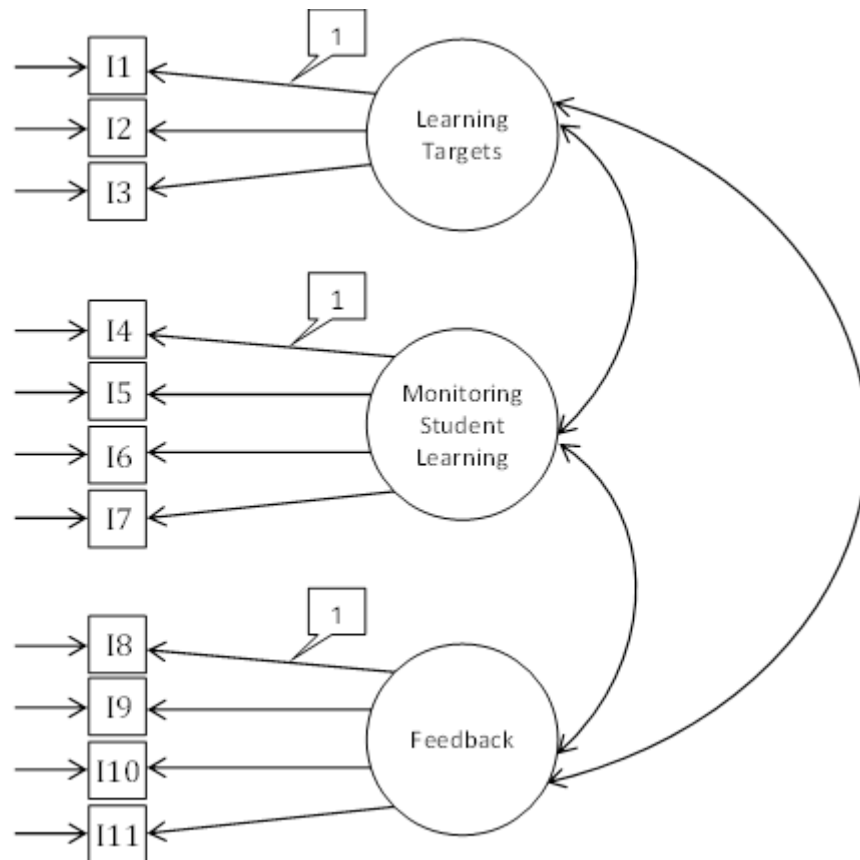 1
I1
I2
I3
Learning
Targets
1
I4
I5
I6
I7
Monitoring
Student
Learning
1
I8
I9
I10
I11
Feedback